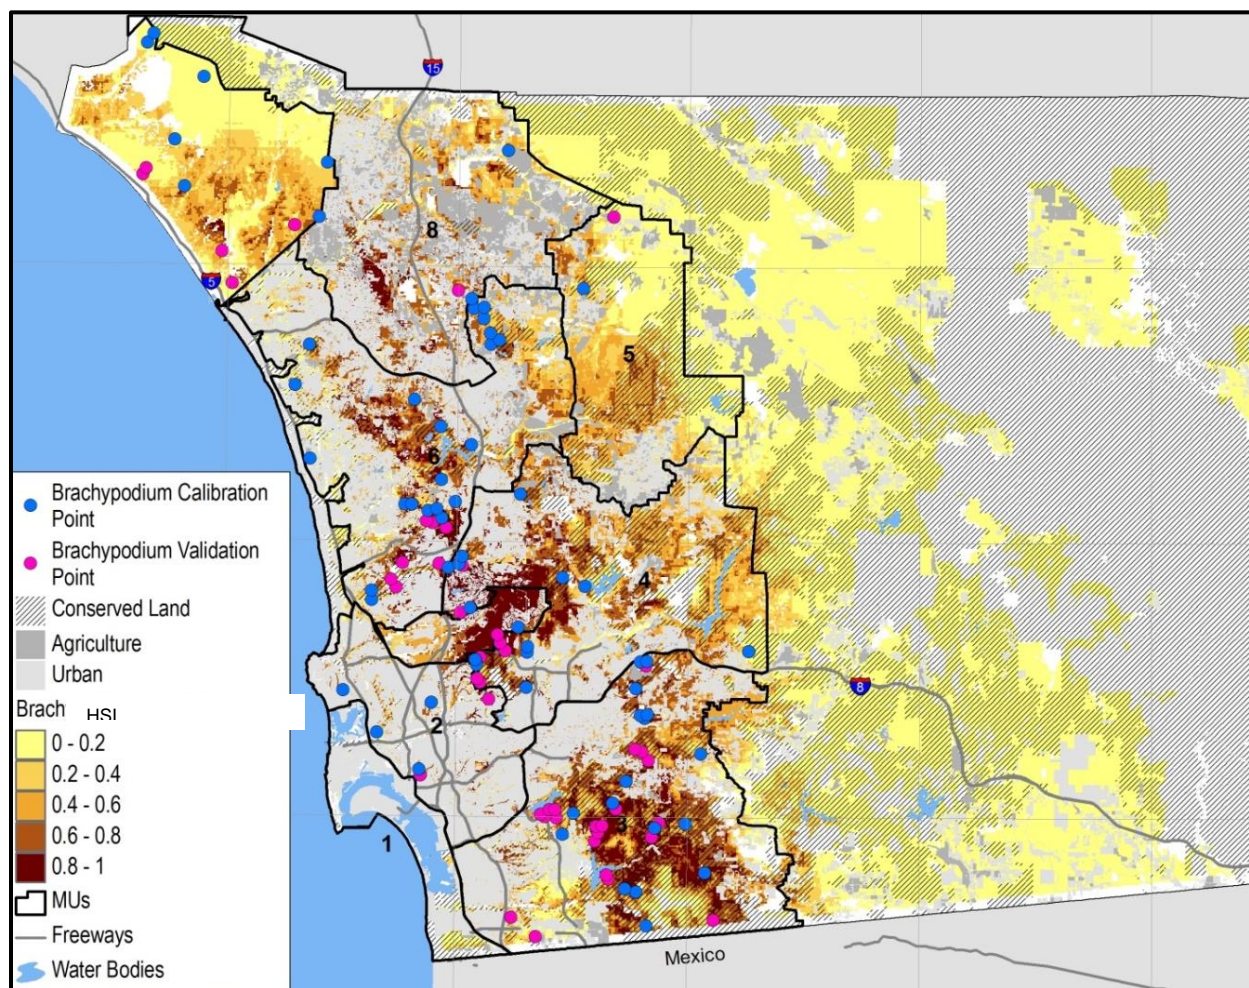 15
8
5
5
6
4
8
2
3
1
Mexico
Brachypodium Calibration
Point
Brachypodium Validation
Point
Conserved Land
Agriculture
Urban
Brach HSI
0 - 0.2
0.2 - 0.4
0.4 - 0.6
0.6 - 0.8
0.8 - 1
MUs
Freeways
Water Bodies